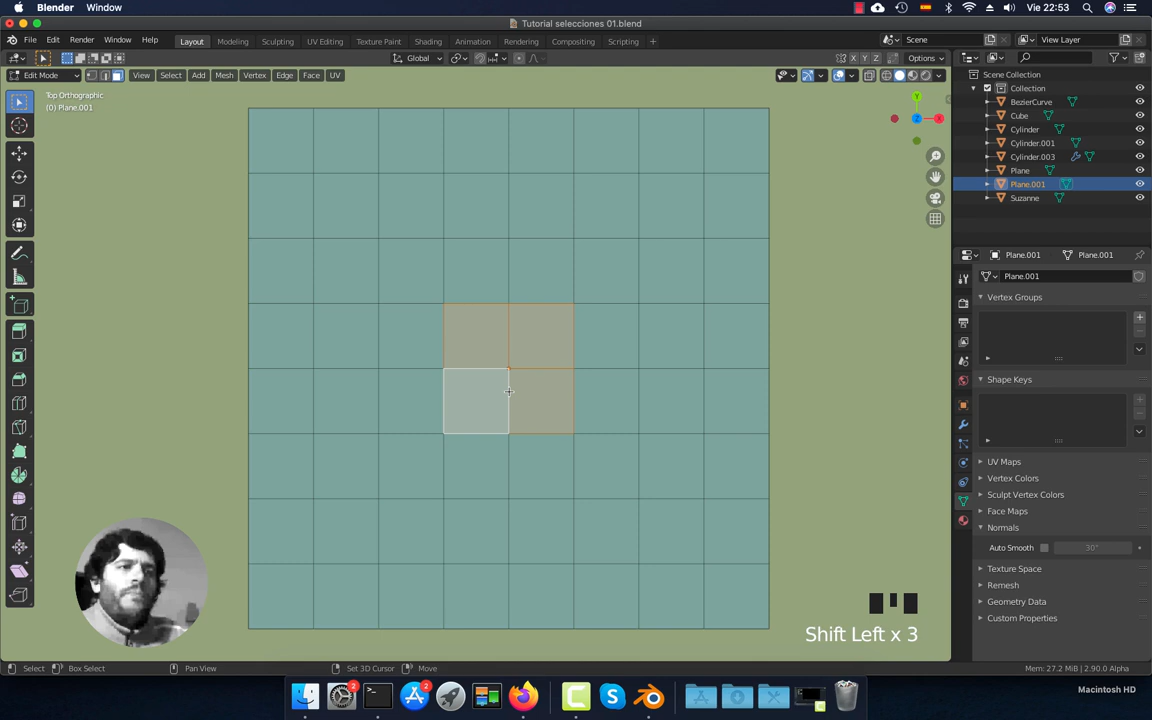 Blender Window
Vie 22:53
Tutorial selecciones 01.blend
File Edit Render Window Help
Layout Modeling Sculpting UV Editing Texture Paint Shading Animation Rendering Compositing Scripting +
Scene
View Layer
Global
Options
Edit Mode
View Select Add Mesh Vertex Edge Face UV
Top Orthographic
(0) Plane.001
Y
Z
X
X Y Z
Scene Collection
Collection
BezierCurve
Cube
Cylinder
Cylinder.001
Cylinder.003
Plane
Plane.001
Suzanne
Plane.001
Plane.001
Plane.001
Vertex Groups
Shape Keys
UV Maps
Vertex Colors
Sculpt Vertex Colors
Face Maps
Normals
Auto Smooth
30°
Texture Space
Remesh
Geometry Data
Custom Properties
Shift Left x 3
Select
Box Select
Pan View
Set 3D Cursor
Move
Mem: 27.2 MiB | 2.90.0 Alpha
2
2
Macintosh HD